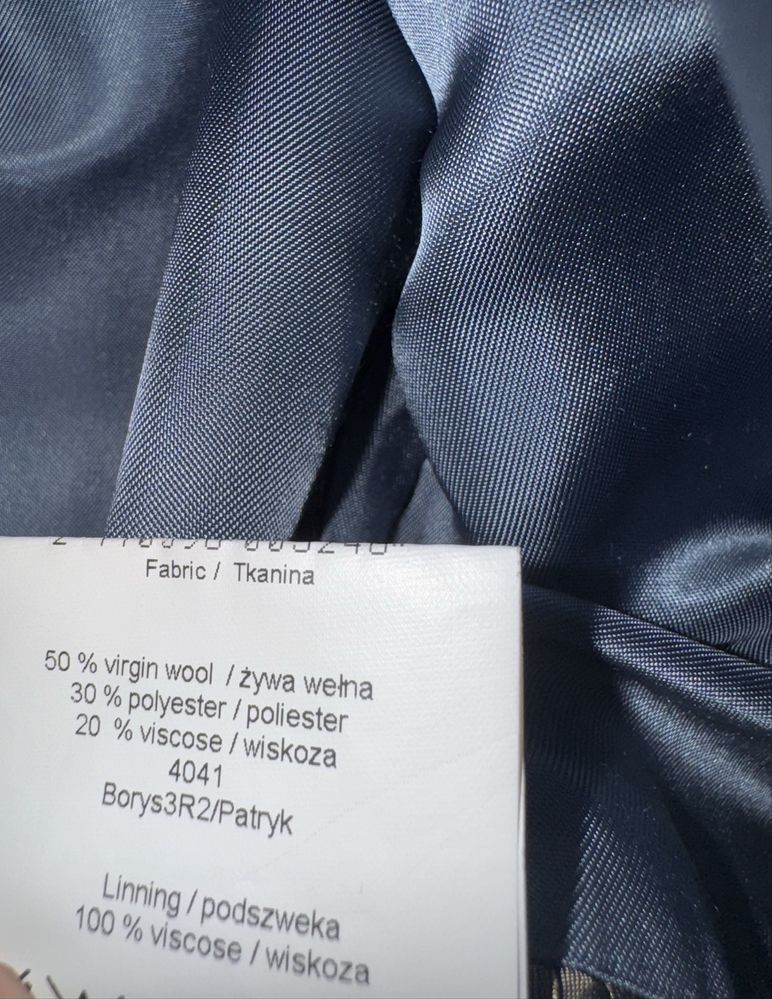 Fabric / Tkanina
50 % virgin wool / żywa wełna
30 % polyester / poliester
20 % viscose / wiskoza
4041
Borys3R2/Patryk
Linning / podszweka
100 % viscose / wiskoza